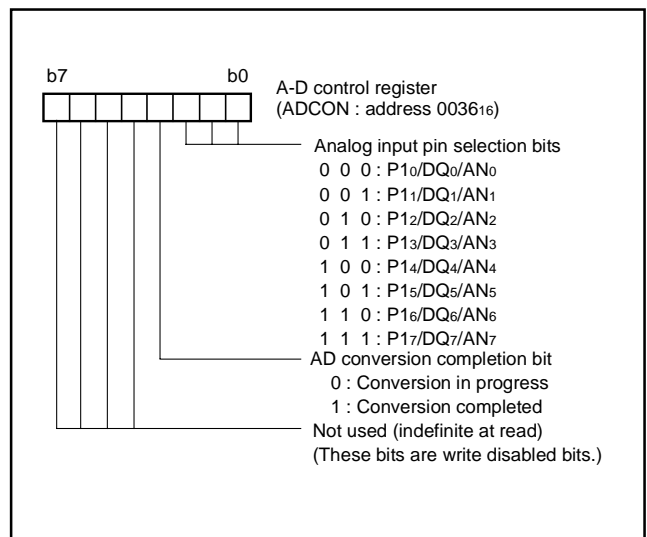 b7 b0
A-D control register
(ADCON : address 0036₁₆)
Analog input pin selection bits
0 0 0 : P1₀/DQ₀/AN₀
0 0 1 : P1₁/DQ₁/AN₁
0 1 0 : P1₂/DQ₂/AN₂
0 1 1 : P1₃/DQ₃/AN₃
1 0 0 : P1₄/DQ₄/AN₄
1 0 1 : P1₅/DQ₅/AN₅
1 1 0 : P1₆/DQ₆/AN₆
1 1 1 : P1₇/DQ₇/AN₇
AD conversion completion bit
0 : Conversion in progress
1 : Conversion completed
Not used (indefinite at read)
(These bits are write disabled bits.)